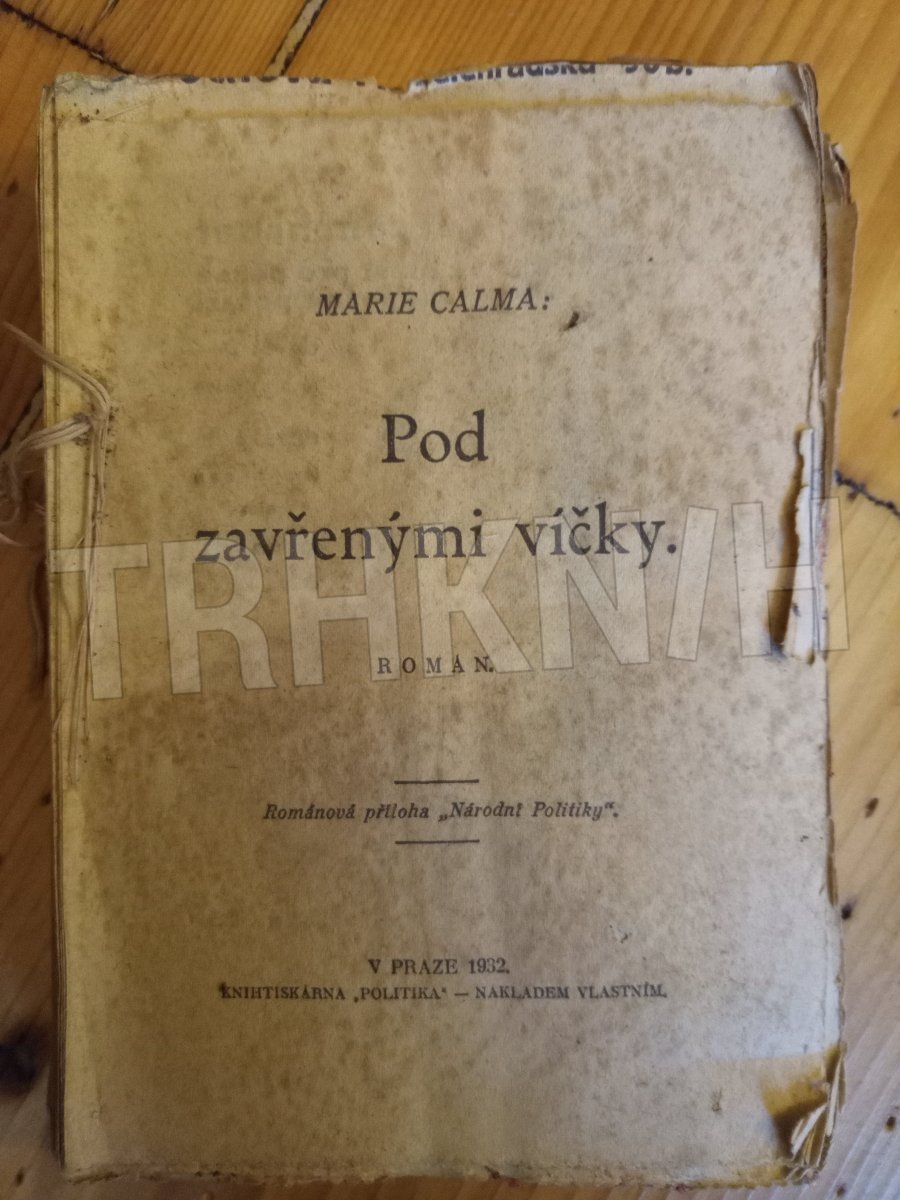 MARIE CALMA:
Pod
zavřenými víčky.
TRHKNIH
ROMÁN.
Románová příloha „Národní Politiky“.
V PRAZE 1932.
KNIHTISKÁRNA „POLITIKA“ — NÁKLADEM VLASTNÍM.